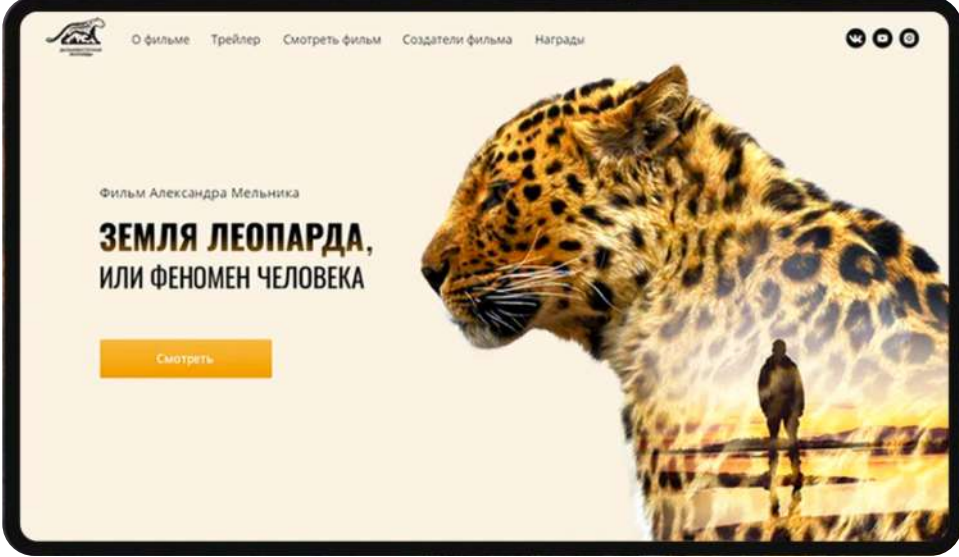 О фильме
Трейлер
Смотреть фильм
Создатели фильма
Награды
Фильм Александра Мельника
ЗЕМЛЯ ЛЕОПАРДА,
ИЛИ ФЕНОМЕН ЧЕЛОВЕКА
Смотреть